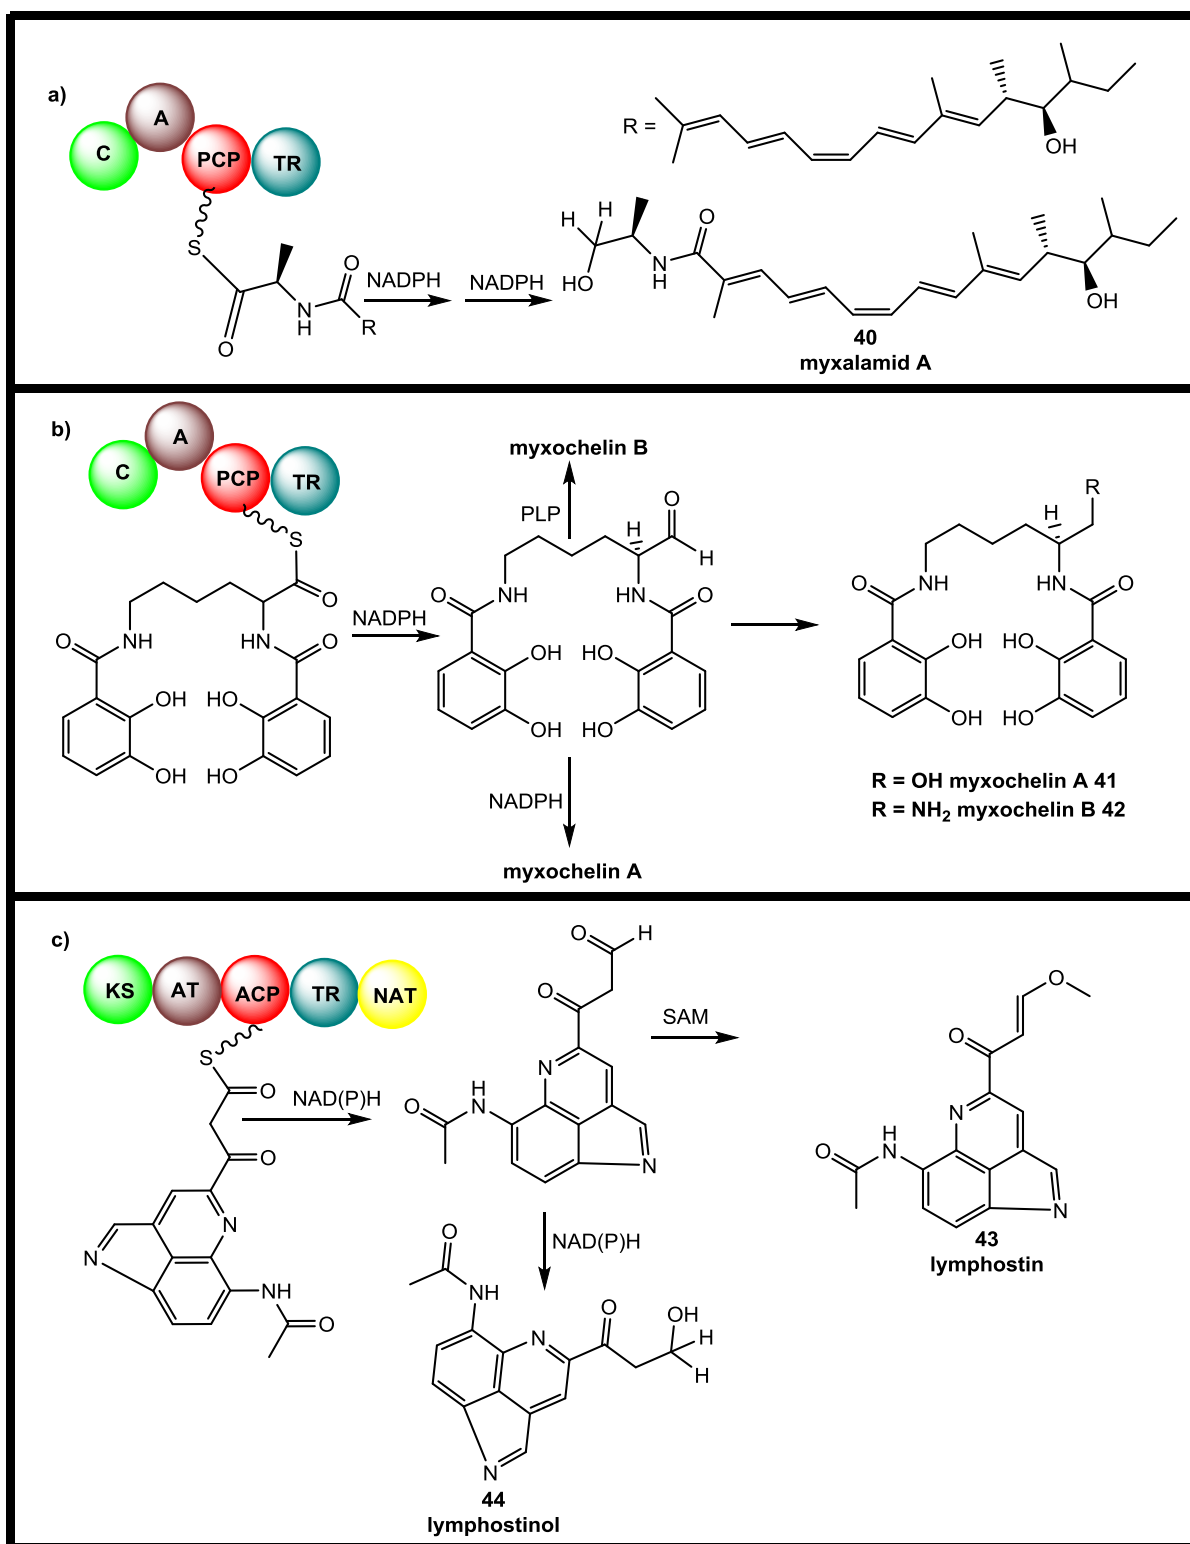 a)
C
A
PCP
TR
S
O
N
H
O
R
NADPH
NADPH
R =
OH
H
H
HO
N
H
O
OH
40
myxalamid A
b)
C
A
PCP
TR
S
O
O
NH
HN
O
OH
HO
OH
HO
NADPH
myxochelin B
PLP
H
O
H
O
NH
HN
O
OH
HO
OH
HO
NADPH
myxochelin A
R
H
O
NH
HN
O
OH
HO
OH
HO
R = OH myxochelin A 41
R = NH2 myxochelin B 42
c)
KS
AT
ACP
TR
NAT
S
O
O
N
N
NH
O
NAD(P)H
O
H
O
N
H
N
O
N
SAM
O
O
N
H
N
O
N
43
lymphostin
NAD(P)H
O
NH
N
O
OH
H
H
N
44
lymphostinol